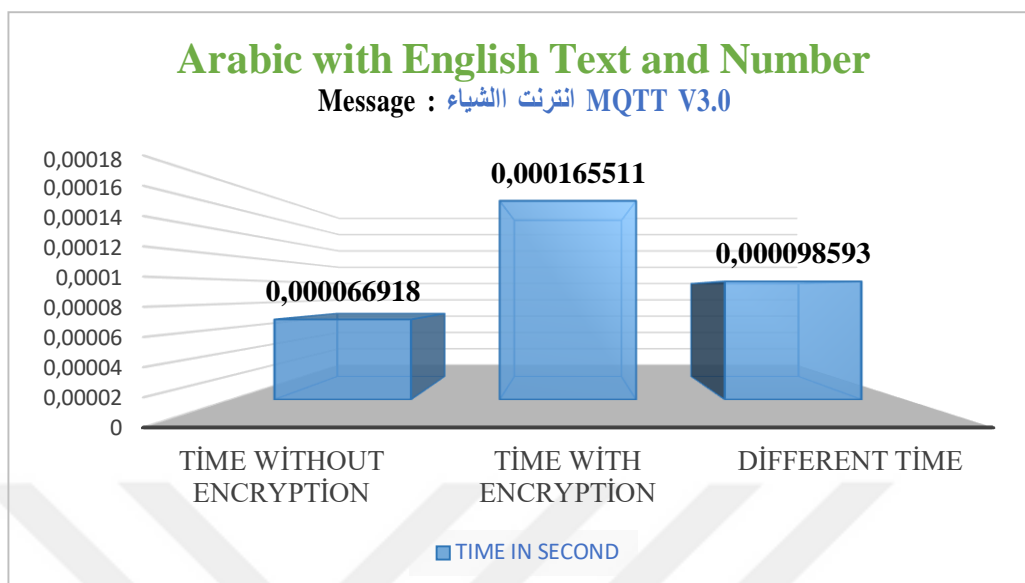 Arabic with English Text and Number
Message : انترنت االشياء MQTT V3.0
0,00018
0,00016
0,00014
0,00012
0,0001
0,00008
0,00006
0,00004
0,00002
0
0,000066918
0,000165511
0,000098593
TİME WİTHOUT
ENCRYPTİON
TİME WİTH
ENCRYPTİON
DİFFERENT TİME
TIME IN SECOND